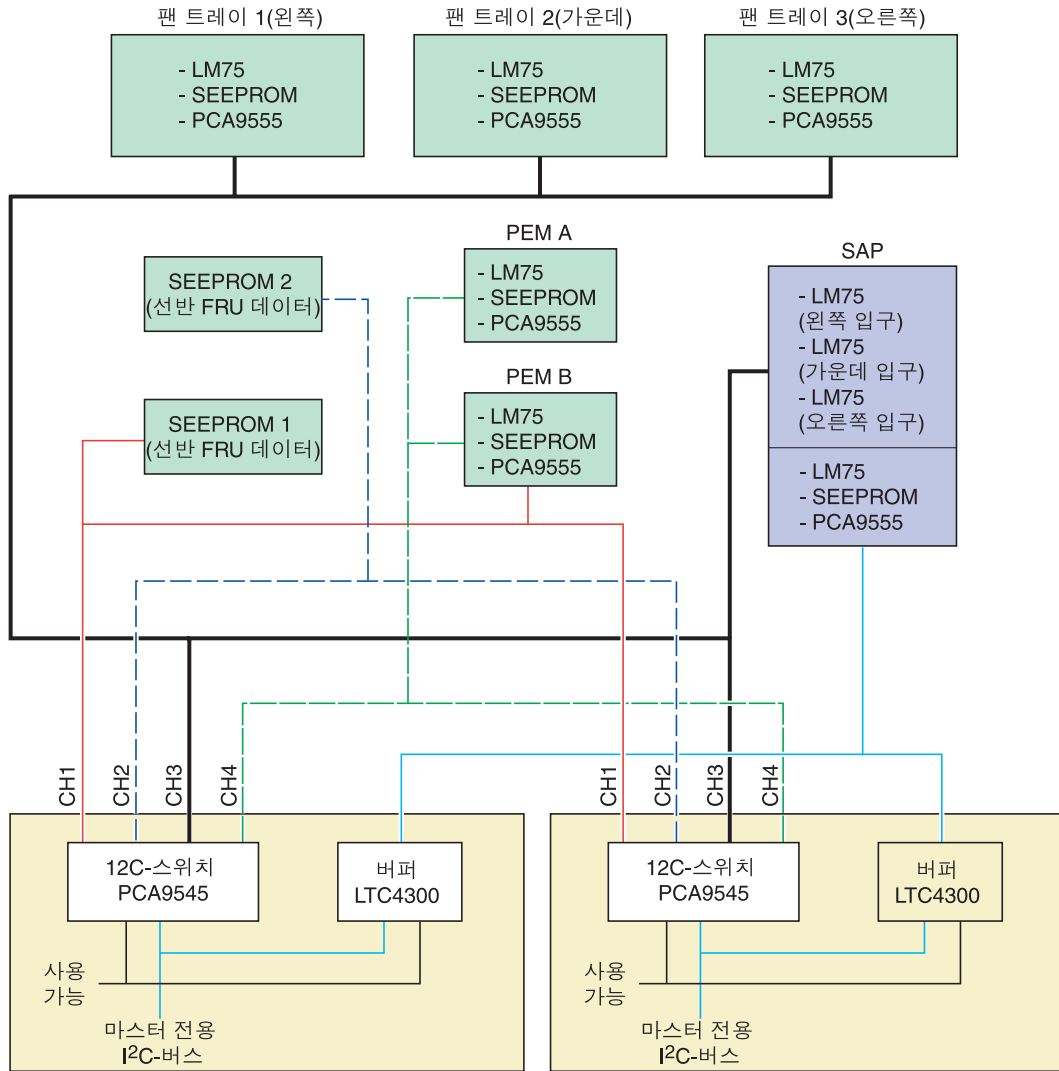 팬 트레이 1(왼쪽)
팬 트레이 2(가운데)
팬 트레이 3(오른쪽)
- LM75
- SEEPROM
- PCA9555
- LM75
- SEEPROM
- PCA9555
- LM75
- SEEPROM
- PCA9555
SEEPROM 2
(선반 FRU 데이터)
PEM A
- LM75
- SEEPROM
- PCA9555
SAP
- LM75
(왼쪽 입구)
- LM75
(가운데 입구)
- LM75
(오른쪽 입구)
- LM75
- SEEPROM
- PCA9555
SEEPROM 1
(선반 FRU 데이터)
PEM B
- LM75
- SEEPROM
- PCA9555
CH1
CH2
CH3
CH4
CH1
CH2
CH3
CH4
12C-스위치
PCA9545
버퍼
LTC4300
사용
가능
마스터 전용
I²C-버스
12C-스위치
PCA9545
버퍼
LTC4300
사용
가능
마스터 전용
I²C-버스